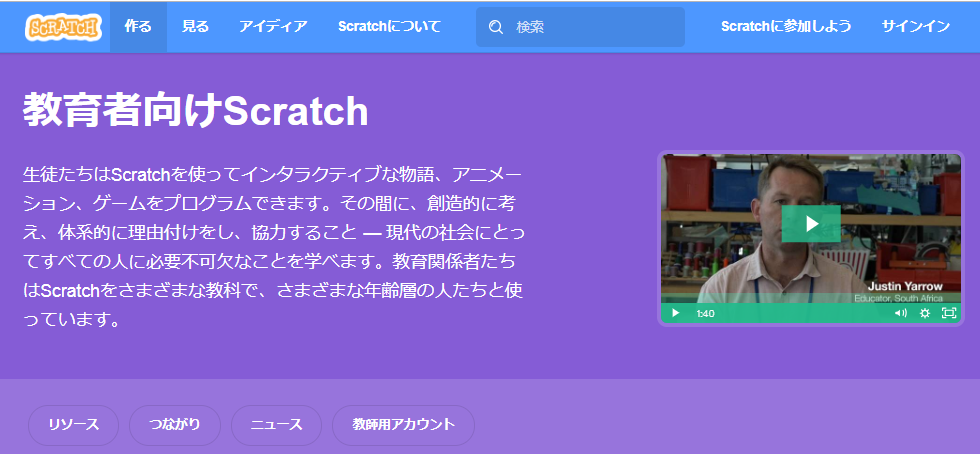 SCRATCH 作る 見る アイディア Scratchについて 検索 Scratchに参加しよう サインイン
教育者向けScratch
生徒たちはScratchを使ってインタラクティブな物語、アニメー
ション、ゲームをプログラムできます。その間に、創造的に考
え、体系的に理由付けをし、協力すること — 現代の社会にとっ
てすべての人に必要不可欠なことを学べます。教育関係者たち
はScratchをさまざまな教科で、さまざまな年齢層の人たちと使
っています。
Justin Yarrow
Educator, South Africa
1:40
リソース つながり ニュース 教師用アカウント